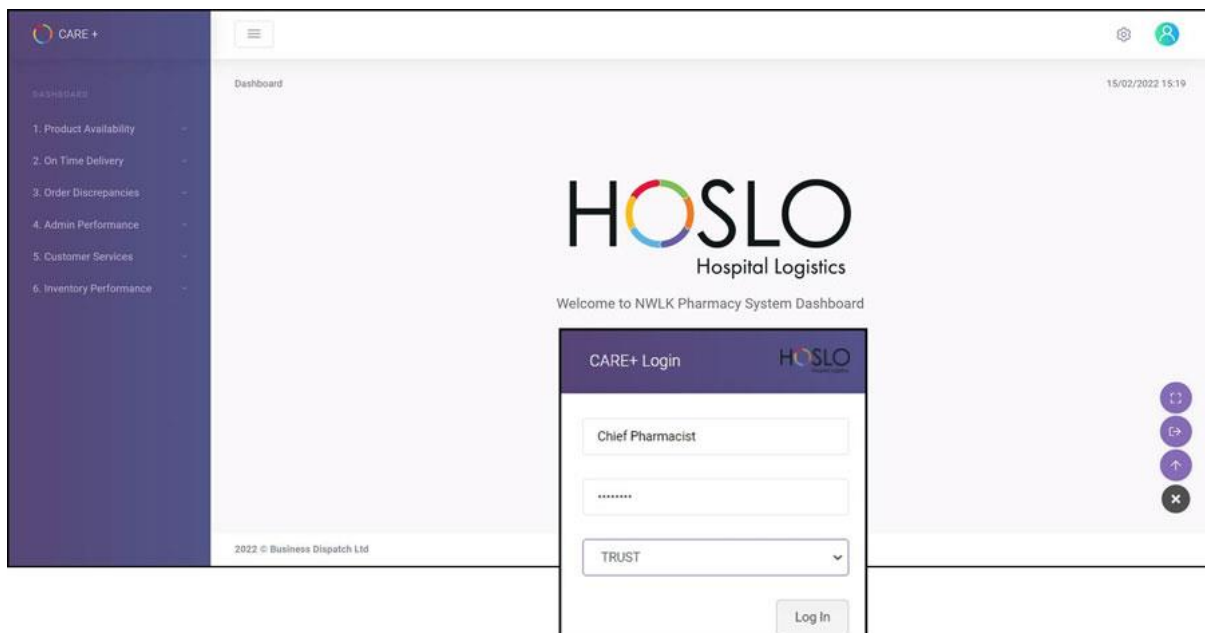 CARE +
Dashboard
15/02/2022 15:19
DASHBOARD
1. Product Availability
2. On Time Delivery
3. Order Discrepancies
4. Admin Performance
5. Customer Services
6. Inventory Performance
HOSLO
Hospital Logistics
Welcome to NWLK Pharmacy System Dashboard
CARE+ Login
HOSLO
Hospital Logistics
Chief Pharmacist
••••••••
TRUST
Log In
2022 © Business Dispatch Ltd